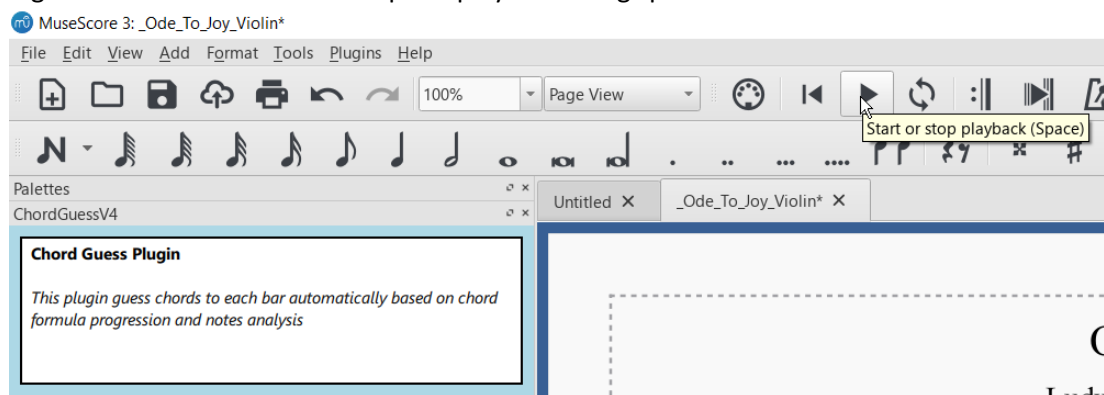 MuseScore 3: _Ode_To_Joy_Violin*
File Edit View Add Format Tools Plugins Help
100% Page View
Start or stop playback (Space)
N
Palettes
Untitled _Ode_To_Joy_Violin*
ChordGuessV4
Chord Guess Plugin
This plugin guess chords to each bar automatically based on chord
formula progression and notes analysis